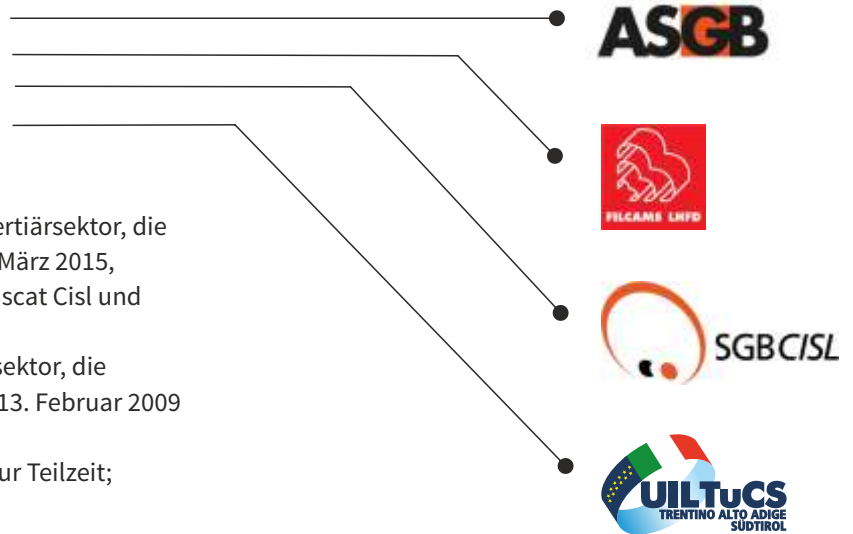 ASGB
FILCAMS LHFD
ertiärsektor, die
März 2015,
scat Cisl und
SGBCISL
sektor, die
13. Februar 2009
ur Teilzeit;
UILTuCS
TRENTINO ALTO ADIGE
SÜDTIROL